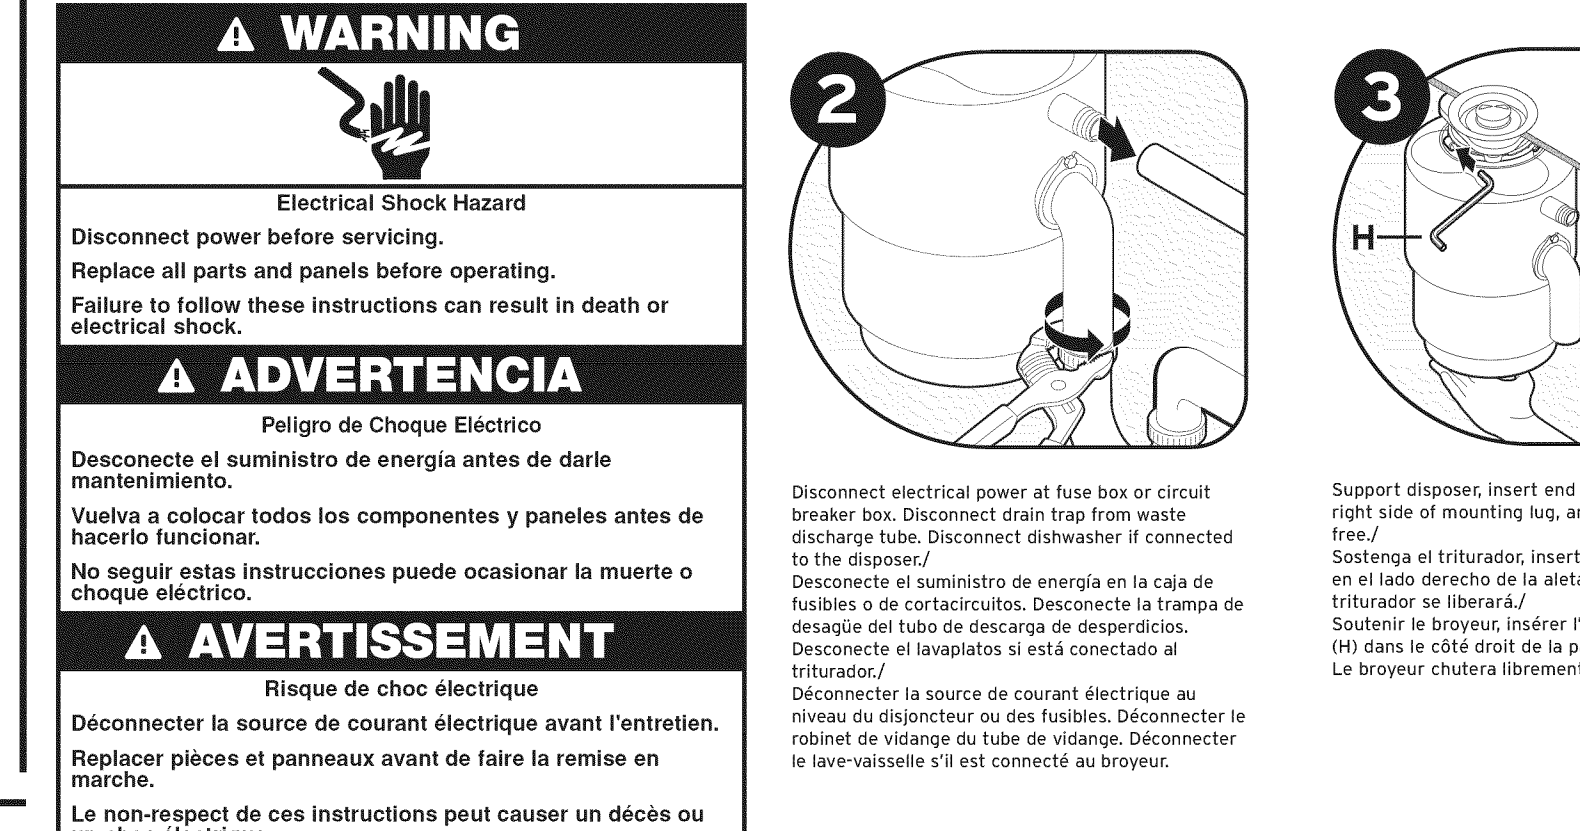 WARNING
Electrical Shock Hazard
Disconnect power before servicing.
Replace all parts and panels before operating.
Failure to follow these instructions can result in death or
electrical shock.
ADVERTENCIA
Peligro de Choque Eléctrico
Desconecte el suministro de energía antes de darle
mantenimiento.
Vuelva a colocar todos los componentes y paneles antes de
hacerlo funcionar.
No seguir estas instrucciones puede ocasionar la muerte o
choque eléctrico.
AVERTISSEMENT
Risque de choc électrique
Déconnecter la source de courant électrique avant l'entretien.
Replacer pièces et panneaux avant de faire la remise en
marche.
Le non-respect de ces instructions peut causer un décès ou
2
Disconnect electrical power at fuse box or circuit
breaker box. Disconnect drain trap from waste
discharge tube. Disconnect dishwasher if connected
to the disposer./
Desconecte el suministro de energía en la caja de
fusibles o de cortacircuitos. Desconecte la trampa de
desagüe del tubo de descarga de desperdicios.
Desconecte el lavaplatos si está conectado al
triturador./
Déconnecter la source de courant électrique au
niveau du disjoncteur ou des fusibles. Déconnecter le
robinet de vidange du tube de vidange. Déconnecter
le lave-vaisselle s'il est connecté au broyeur.
3
H
Support disposer, insert end
right side of mounting lug,
free./
Sostenga el triturador,
en el lado derecho de la
triturador se liberará./
Soutenir le broyeur, insérer
(H) dans le côté droit de la
Le broyeur chutera